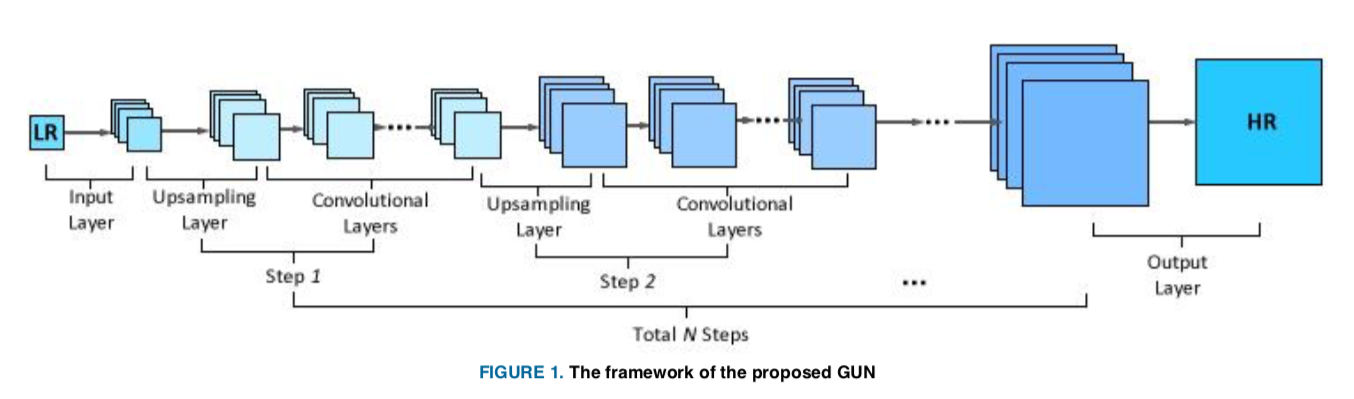 LR
HR
Input
Layer
Upsampling
Layer
Convolutional
Layers
Upsampling
Layer
Convolutional
Layers
Output
Layer
Step 1
Step 2
...
Total N Steps
FIGURE 1. The framework of the proposed GUN